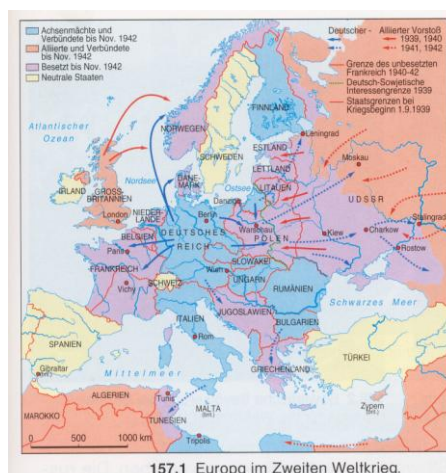 Achsenmächte und
Verbündete bis Nov. 1942
Alliierte und Verbündete
bis Nov. 1942
Besetzt bis Nov. 1942
Neutrale Staaten
Deutscher - Alliierter Vorstoß
1939, 1940
1941, 1942
Grenze des unbesetzten
Frankreich 1940-42
Deutsch-Sowjetische
Interessengrenze 1939
Staatsgrenzen bei
Kriegsbeginn 1.9.1939
Atlantischer
Ozean
NORWEGEN
FINNLAND
SCHWEDEN
Leningrad
ESTLAND
LETTLAND
LITAUEN
Moskau
UDSSR
Nordsee
Ostsee
DÄNE-
MARK
IRLAND
GROSS-
BRITANNIEN
London
NIEDER-
LANDE
BELGIEN
Danzig
Berlin
Warschau
POLEN
DEUTSCHES
REICH
Stalingrad
Kiew
Charkow
Rostow
Paris
FRANKREICH
Vichy
SCHWEIZ
SLOWAKEI
UNGARN
RUMÄNIEN
JUGOSLAWIEN
BULGARIEN
Schwarzes Meer
ITALIEN
Rom
SPANIEN
Gibraltar
GRIECHENLAND
TÜRKEI
Mittelmeer
ALGERIEN
MAROKKO
Tunis
TUNESIEN
MALTA
(brit.)
Zypern
(brit.)
Tripolis
0 500 1000 km
157.1 Europa im Zweiten Weltkrieg.